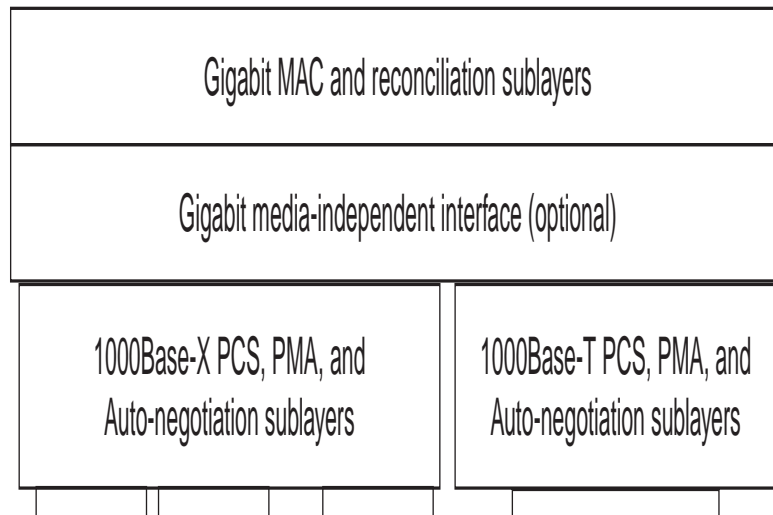 Gigabit MAC and reconciliation sublayers
Gigabit media-independent interface (optional)
1000Base-X PCS, PMA, and
Auto-negotiation sublayers
1000Base-T PCS, PMA, and
Auto-negotiation sublayers